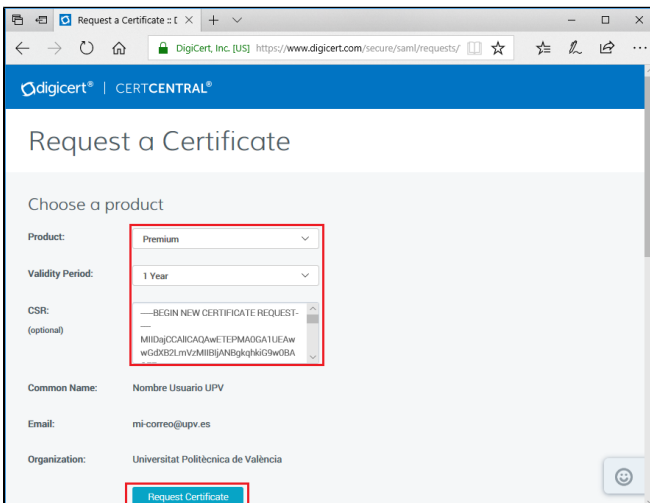 Request a Certificate :: [
DigiCert, Inc. [US] https://www.digicert.com/secure/saml/requests/
digicert® | CERTCENTRAL®
Request a Certificate
Choose a product
Product: Premium
Validity Period: 1 Year
CSR:
(optional)
-----BEGIN NEW CERTIFICATE REQUEST-
----
MIIDajCCAlICAQAwETEPMA0GA1UEAw
wGdXB2LmVzMIIBIjANBgkqhkiG9w0BA
Common Name: Nombre Usuario UPV
Email: mi-correo@upv.es
Organization: Universitat Politècnica de València
Request Certificate